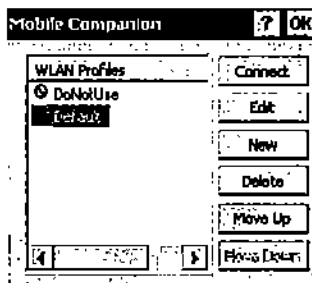 Mobile Companion ? OK
WLAN Profiles
DoNotUse
Default
Connect
Edit
New
Delete
Move Up
Move Down